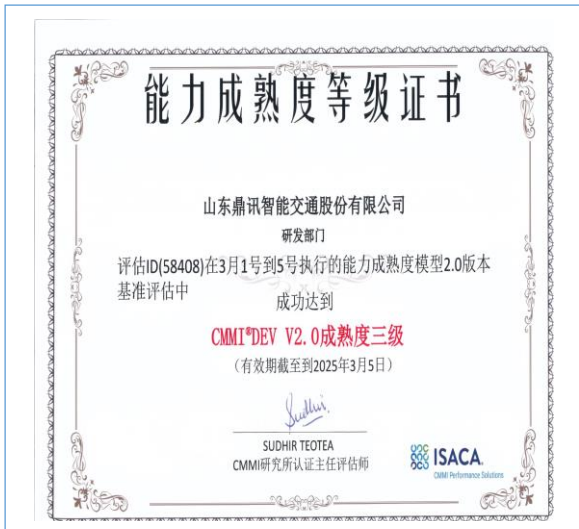 能力成熟度等级证书
山东鼎讯智能交通股份有限公司
研发部门
评估ID(58408)在3月1号到5号执行的能力成熟度模型2.0版本
基准评估中
成功达到
CMMI®DEV V2.0成熟度三级
(有效期截至到2025年3月5日)
Sudhir
SUDHIR TEOTEA
CMMI研究所认证主任评估师
ISACA.
CMMI Performance Solutions